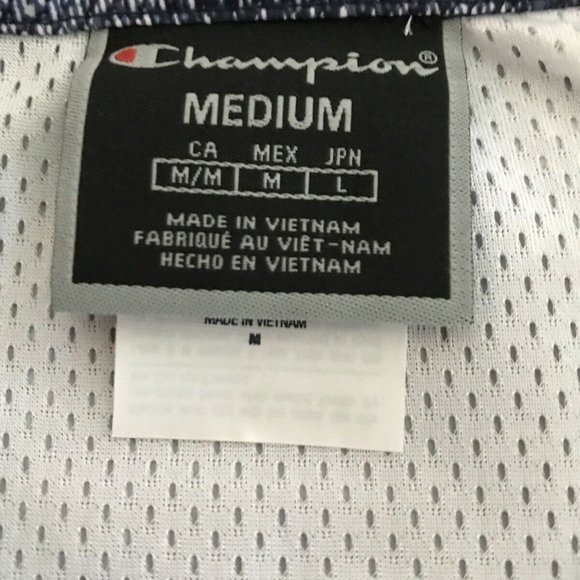 Champion®
MEDIUM
CA MEX JPN
M/M M L
MADE IN VIETNAM
FABRIQUÉ AU VIÊT-NAM
HECHO EN VIETNAM
MADE IN VIETNAM
M